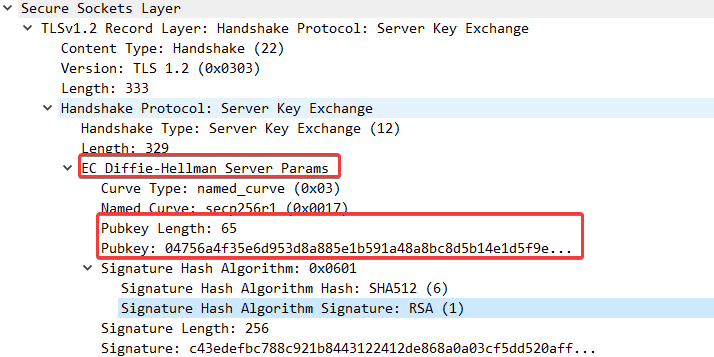 Secure Sockets Layer
TLSv1.2 Record Layer: Handshake Protocol: Server Key Exchange
Content Type: Handshake (22)
Version: TLS 1.2 (0x0303)
Length: 333
Handshake Protocol: Server Key Exchange
Handshake Type: Server Key Exchange (12)
Length: 329
EC Diffie-Hellman Server Params
Curve Type: named_curve (0x03)
Named Curve: secp256r1 (0x0017)
Pubkey Length: 65
Pubkey: 04756a4f35e6d953d8a885e1b591a48a8bc8d5b14e1d5f9e...
Signature Hash Algorithm: 0x0601
Signature Hash Algorithm Hash: SHA512 (6)
Signature Hash Algorithm Signature: RSA (1)
Signature Length: 256
Signature: c43edefbc788c921b8443122412de868a0a03cf5dd520aff...